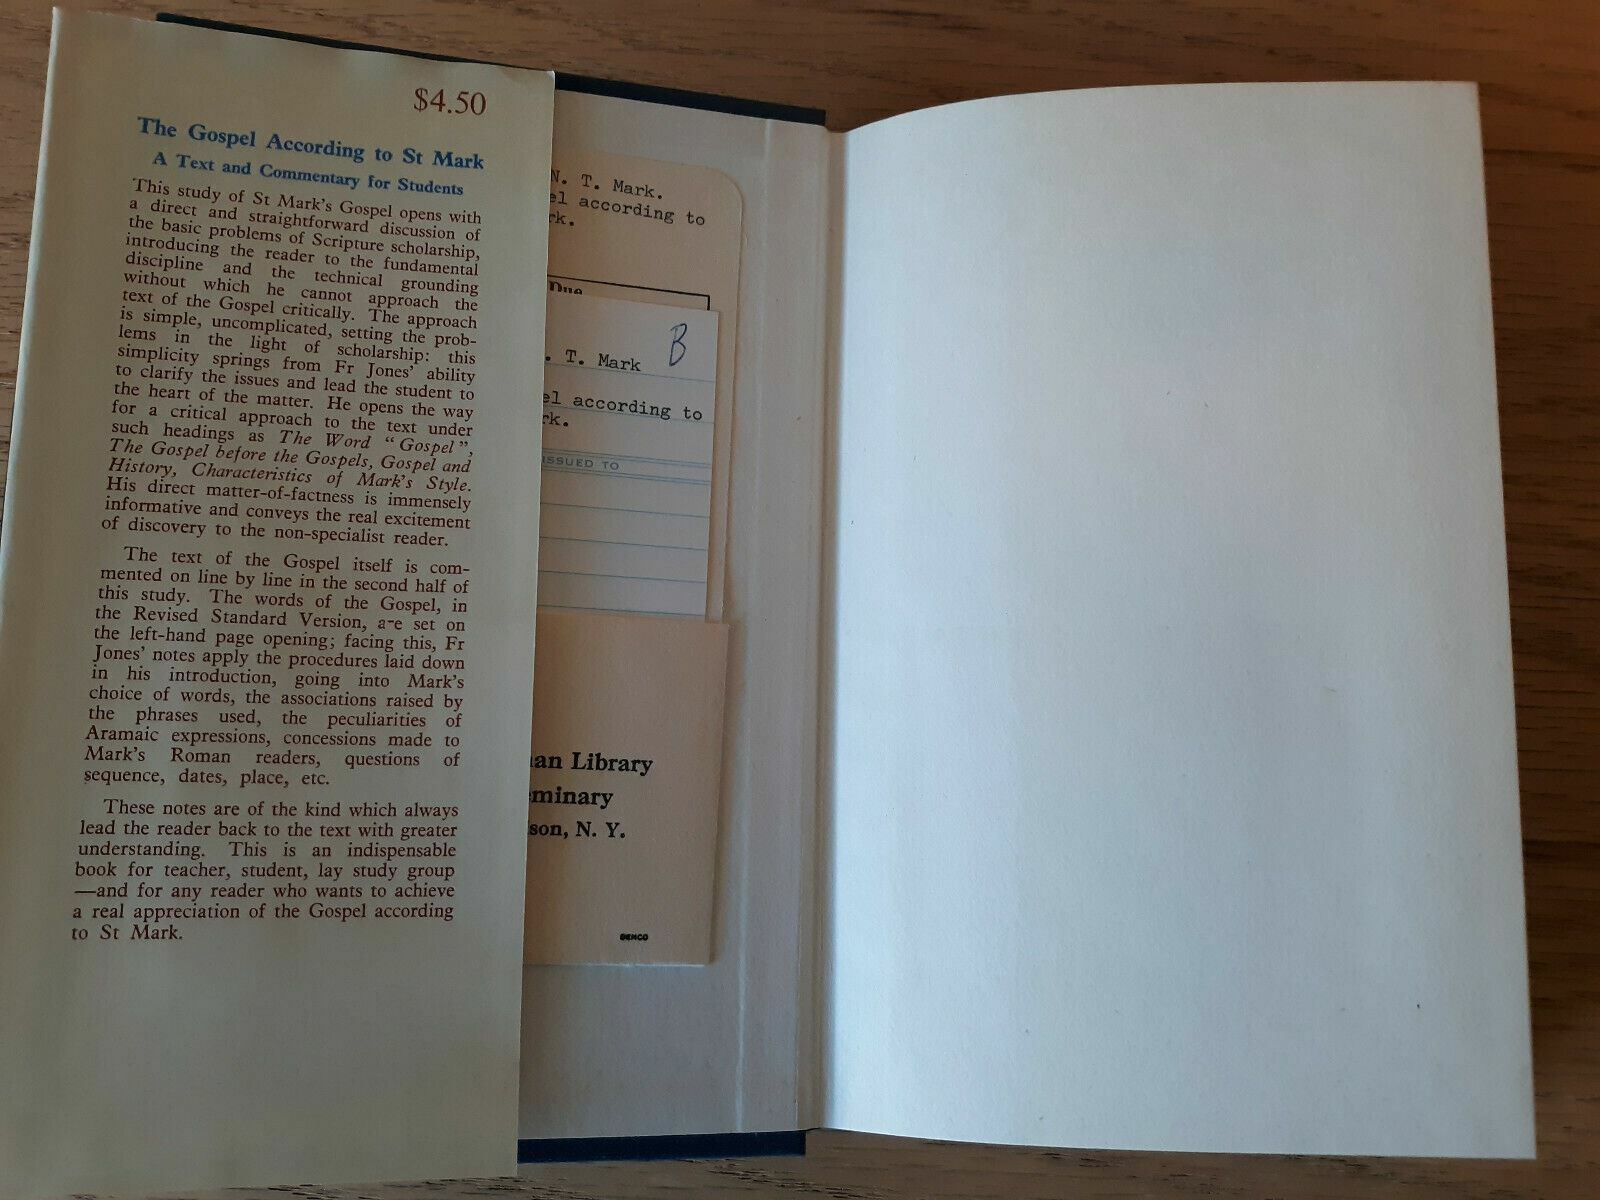 $4.50
The Gospel According to St Mark
A Text and Commentary for Students
This study of St Mark's Gospel opens with
a direct and straightforward discussion of
the basic problems of Scripture scholarship,
introducing the reader to the fundamental
discipline and the technical grounding
without which he cannot approach the
text of the Gospel critically. The approach
is simple, uncomplicated, setting the prob-
lems in the light of scholarship: this
simplicity springs from Fr Jones' ability
to clarify the issues and lead the student to
the heart of the matter. He opens the way
for a critical approach to the text under
such headings as The Word "Gospel",
The Gospel before the Gospels, Gospel and
History, Characteristics of Mark's Style.
His direct matter-of-factness is immensely
informative and conveys the real excitement
of discovery to the non-specialist reader.
The text of the Gospel itself is com-
mented on line by line in the second half of
this study. The words of the Gospel, in
the Revised Standard Version, a-e set on
the left-hand page opening; facing this, Fr
Jones' notes apply the procedures laid down
in his introduction, going into Mark's
choice of words, the associations raised by
the phrases used, the peculiarities of
Aramaic expressions, concessions made to
Mark's Roman readers, questions of
sequence, dates, place, etc.
These notes are of the kind which always
lead the reader back to the text with greater
understanding. This is an indispensable
book for teacher, student, lay study group
—and for any reader who wants to achieve
a real appreciation of the Gospel according
to St Mark.
N. T. Mark.
el according to
rk.
Due
B
. T. Mark
el according to
rk.
ISSUED TO
an Library
minary
son, N. Y.
DEMCO